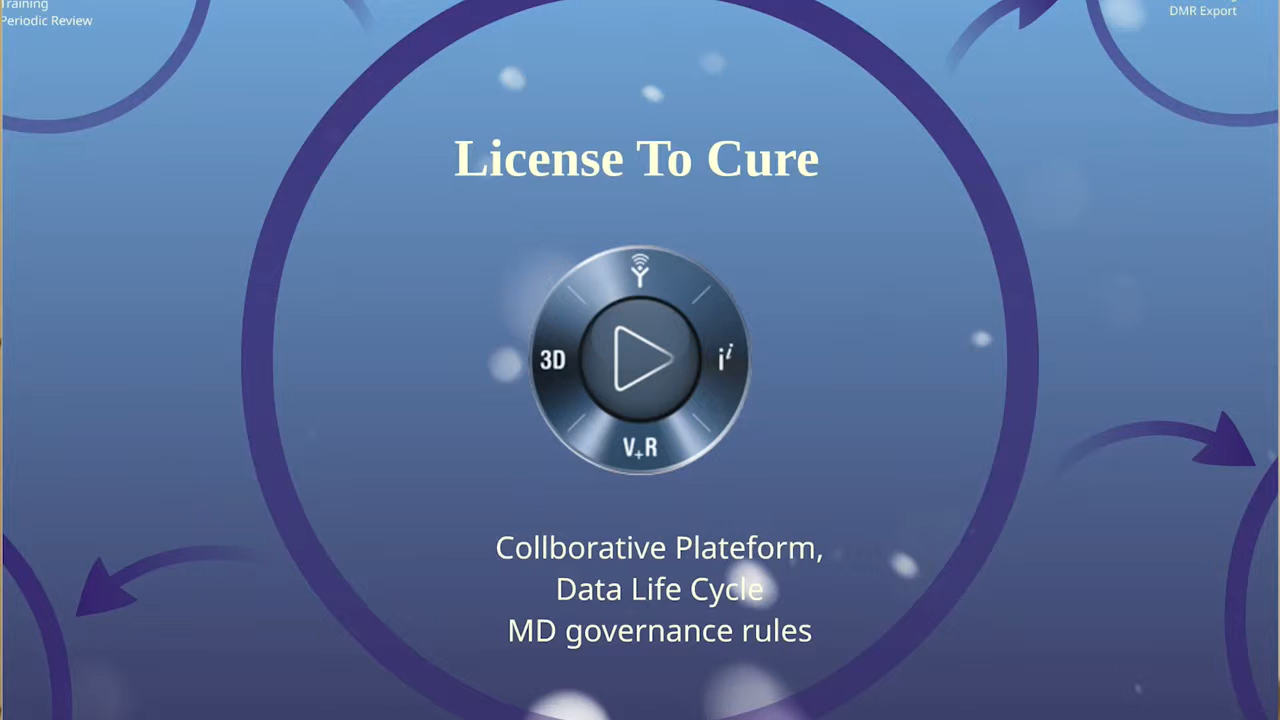 Training
Periodic Review
DMR Export
License To Cure
3D
i i
V+R
Collborative Plateform,
Data Life Cycle
MD governance rules